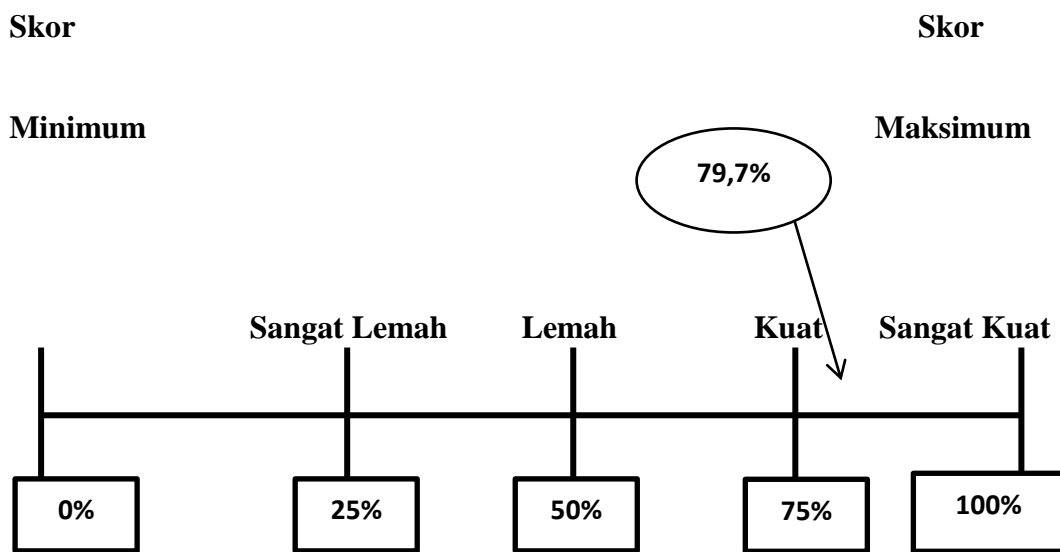 Skor Skor
Minimum Maksimum
79,7%
Sangat Lemah Lemah Kuat Sangat Kuat
0% 25% 50% 75% 100%